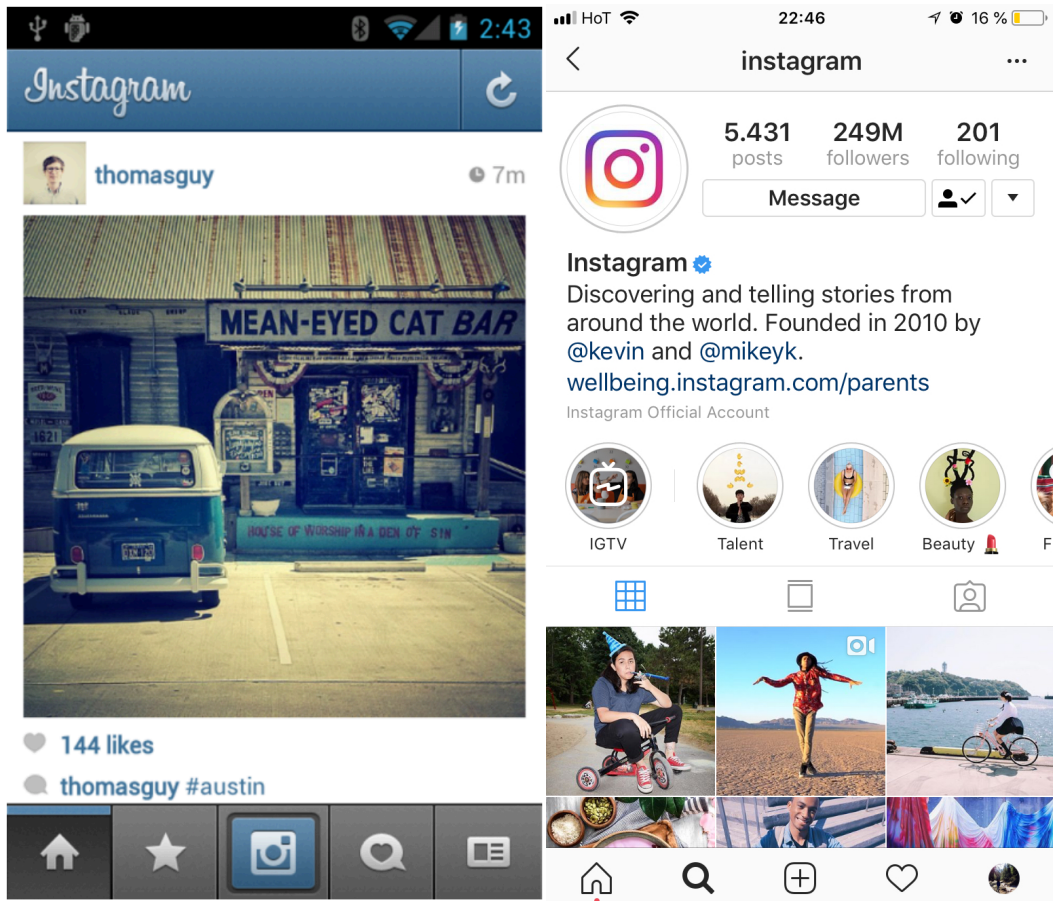 2:43
Instagram
thomasguy
7m
MEAN-EYED CAT BAR
1621
HOUSE OF WORSHIP IN A DEN OF SIN
144 likes
thomasguy #austin
HoT
22:46
16 %
instagram
5.431
249M
201
posts
followers
following
Message
Instagram
Discovering and telling stories from
around the world. Founded in 2010 by
@kevin and @mikeyk.
wellbeing.instagram.com/parents
Instagram Official Account
IGTV
Talent
Travel
Beauty
F